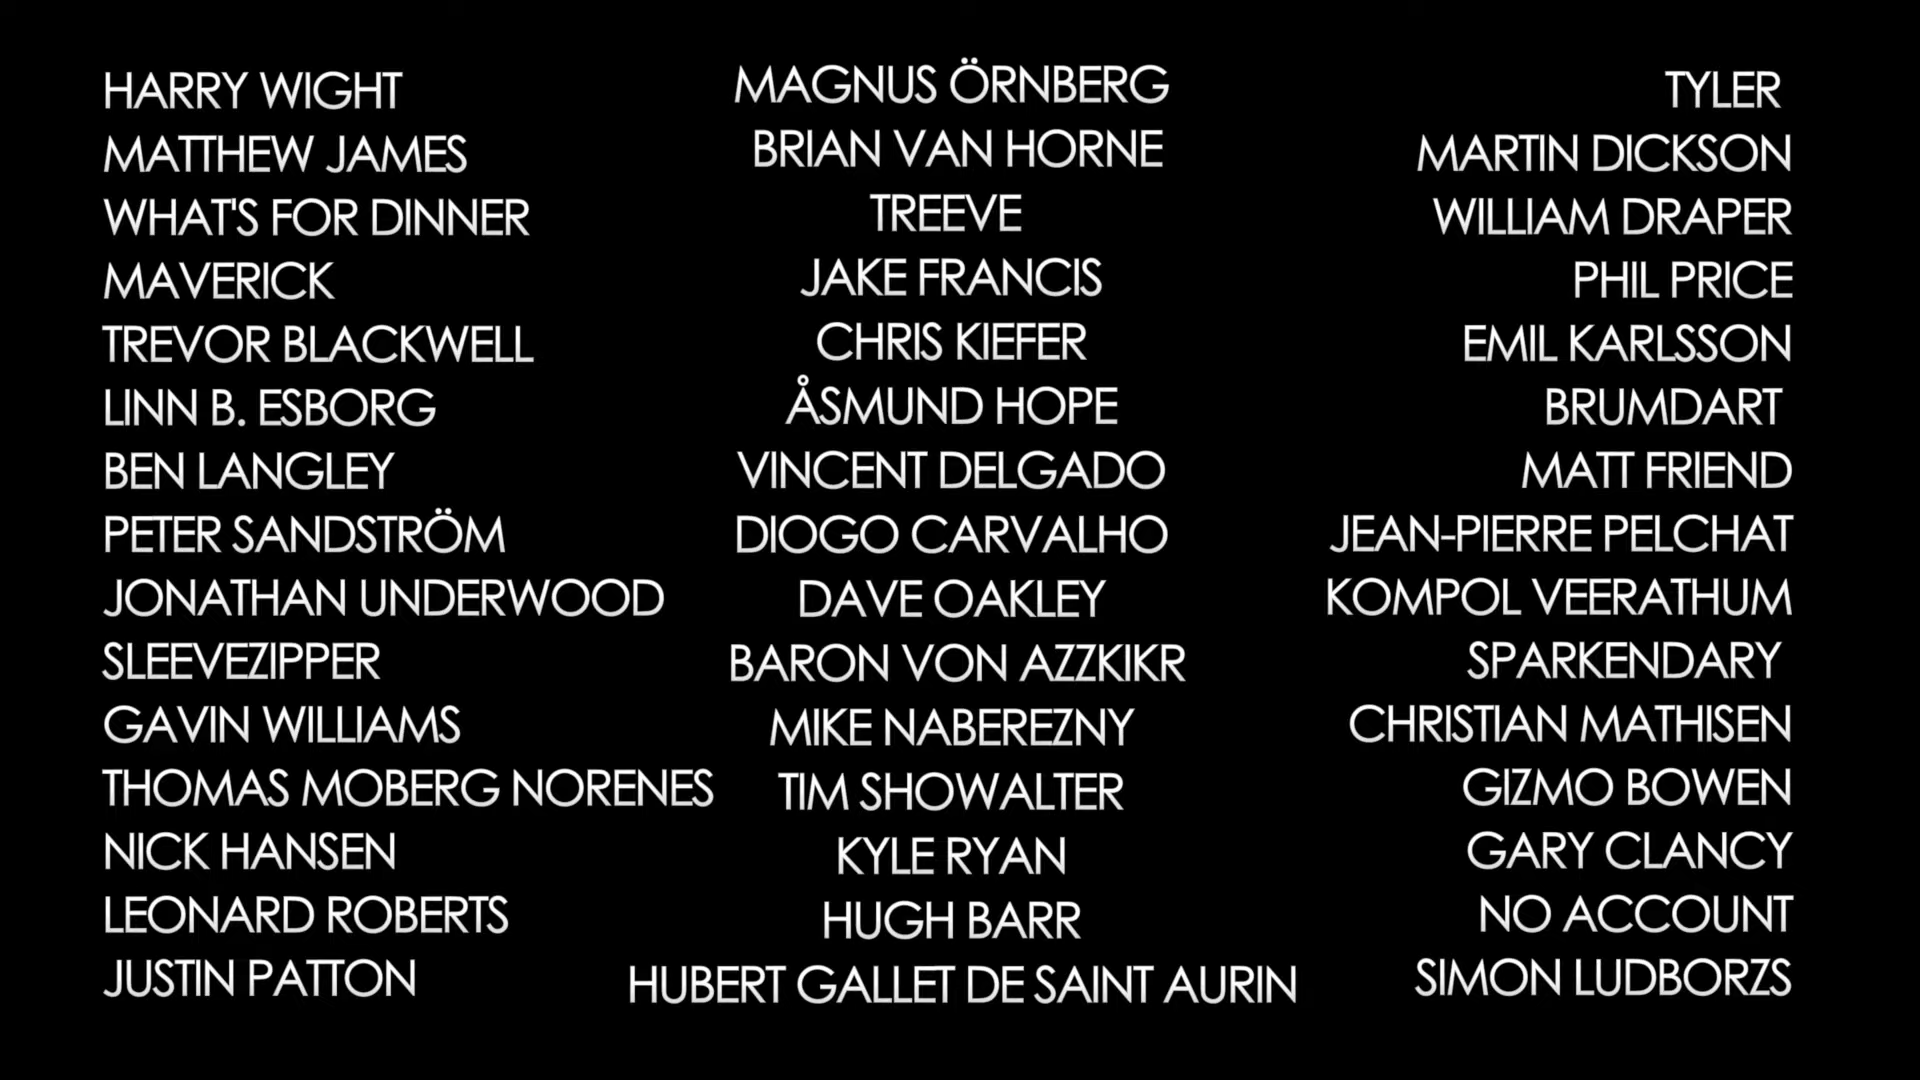 HARRY WIGHT
MATTHEW JAMES
WHAT'S FOR DINNER
MAVERICK
TREVOR BLACKWELL
LINN B. ESBORG
BEN LANGLEY
PETER SANDSTRÖM
JONATHAN UNDERWOOD
SLEEVEZIPPER
GAVIN WILLIAMS
THOMAS MOBERG NORENES
NICK HANSEN
LEONARD ROBERTS
JUSTIN PATTON
MAGNUS ÖRNBERG
BRIAN VAN HORNE
TREEVE
JAKE FRANCIS
CHRIS KIEFER
ÅSMUND HOPE
VINCENT DELGADO
DIOGO CARVALHO
DAVE OAKLEY
BARON VON AZZKIKR
MIKE NABEREZNY
TIM SHOWALTER
KYLE RYAN
HUGH BARR
HUBERT GALLET DE SAINT AURIN
TYLER
MARTIN DICKSON
WILLIAM DRAPER
PHIL PRICE
EMIL KARLSSON
BRUMDART
MATT FRIEND
JEAN-PIERRE PELCHAT
KOMPOL VEERATHUM
SPARKENDARY
CHRISTIAN MATHISEN
GIZMO BOWEN
GARY CLANCY
NO ACCOUNT
SIMON LUDBORZS